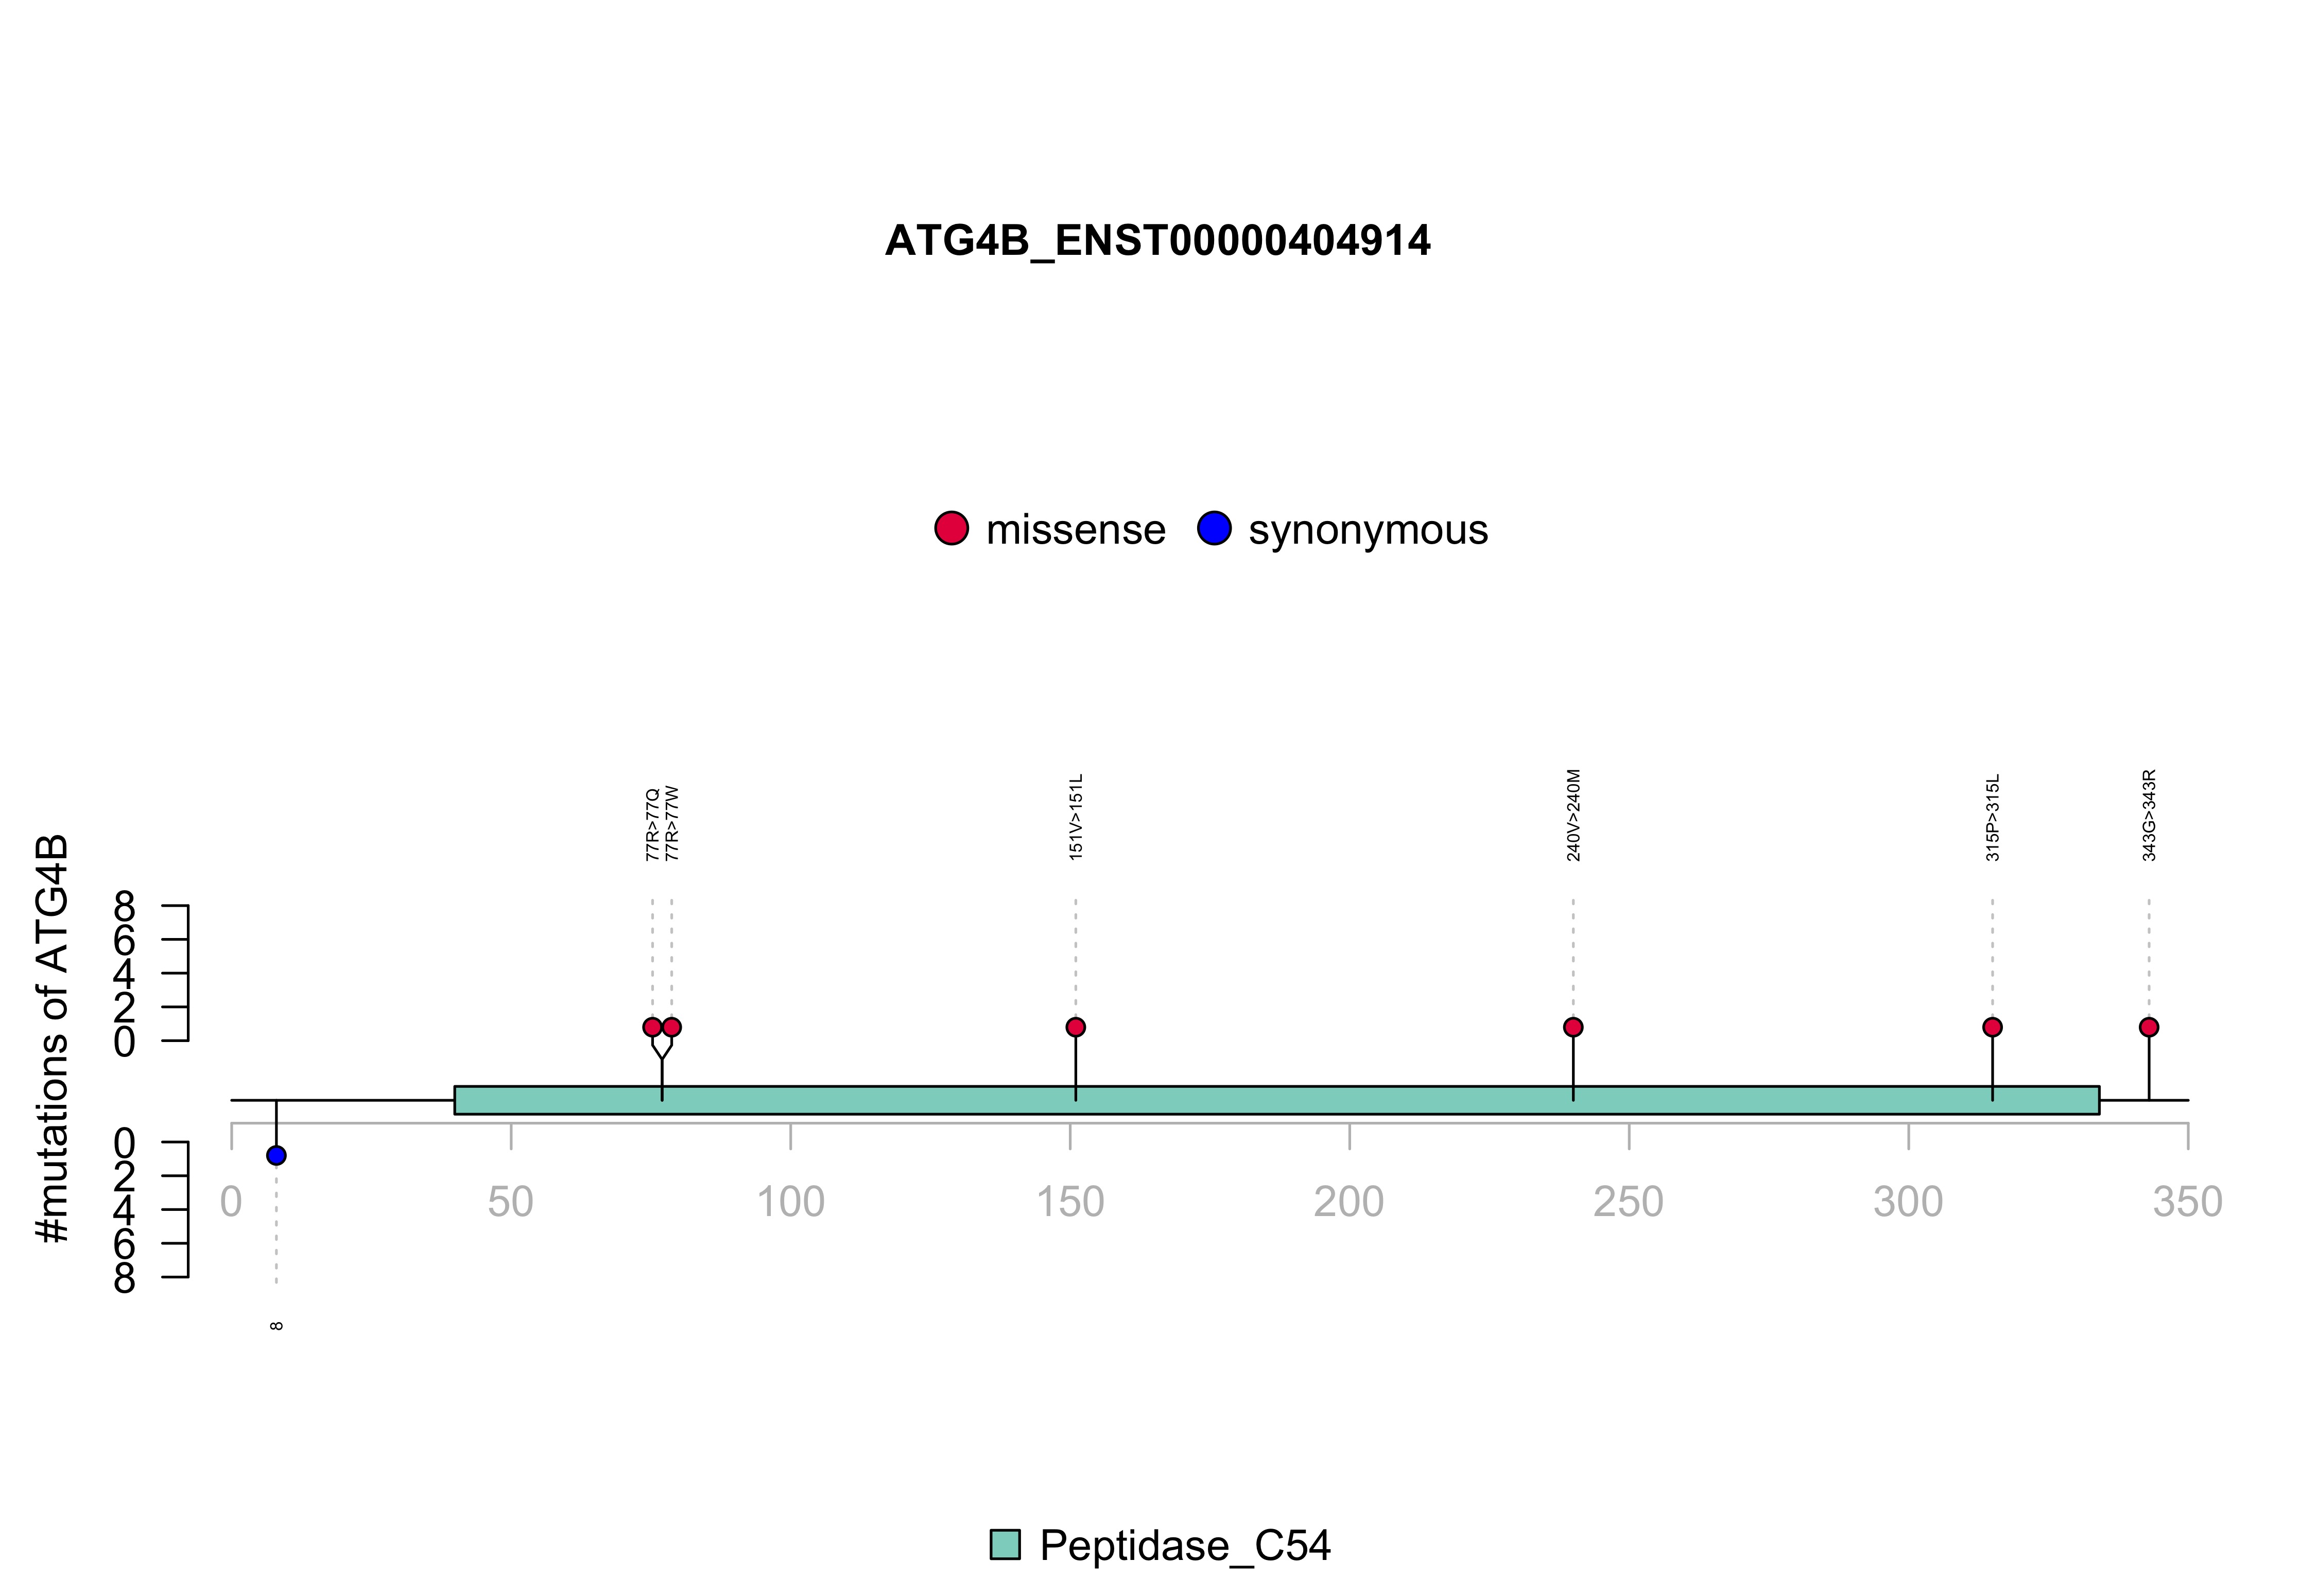 ATG4B_ENST00000404914
missense
synonymous
77R>77Q
77R>77W
151V>151L
240V>240M
315P>315L
343G>343R
#mutations of ATG4B
8
6
4
2
0
0
2
4
6
8
0 50 100 150 200 250 300 350
8
Peptidase_C54